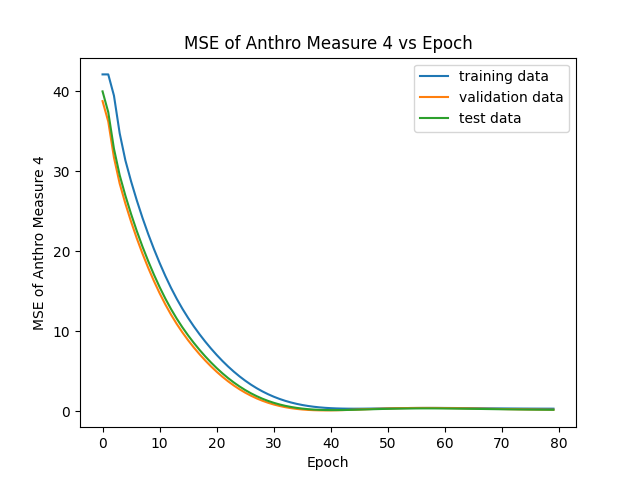 MSE of Anthro Measure 4 vs Epoch
training data
validation data
test data
MSE of Anthro Measure 4
40
30
20
10
0
0 10 20 30 40 50 60 70 80
Epoch